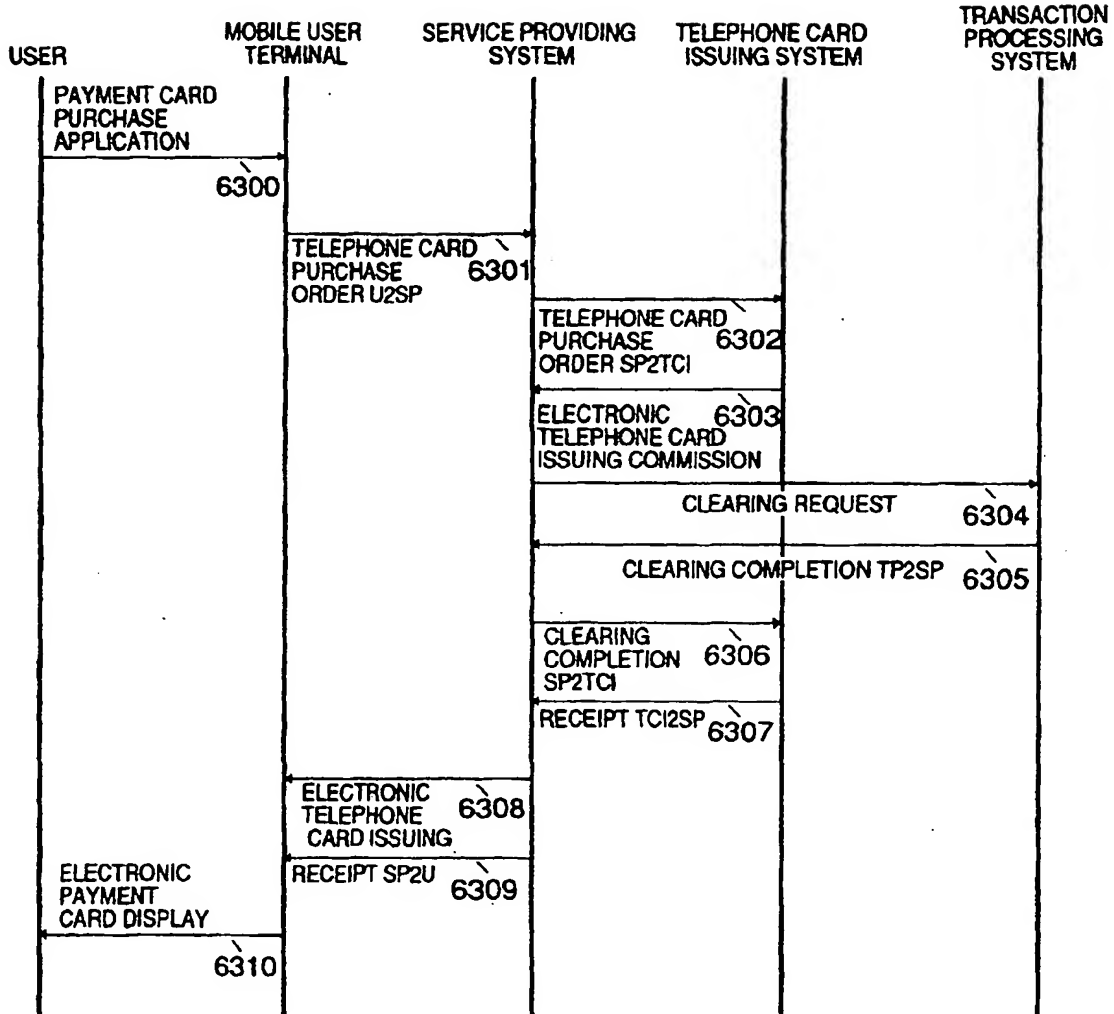 USER
MOBILE USER
TERMINAL
SERVICE PROVIDING
SYSTEM
TELEPHONE CARD
ISSUING SYSTEM
TRANSACTION
PROCESSING
SYSTEM
PAYMENT CARD
PURCHASE
APPLICATION
6300
TELEPHONE CARD
PURCHASE
ORDER U2SP
6301
TELEPHONE CARD
PURCHASE
ORDER SP2TCI
6302
ELECTRONIC
TELEPHONE CARD
ISSUING COMMISSION
6303
CLEARING REQUEST
6304
CLEARING COMPLETION TP2SP
6305
CLEARING
COMPLETION
SP2TCI
6306
RECEIPT TCI2SP
6307
ELECTRONIC
TELEPHONE
CARD ISSUING
6308
RECEIPT SP2U
6309
ELECTRONIC
PAYMENT
CARD DISPLAY
6310